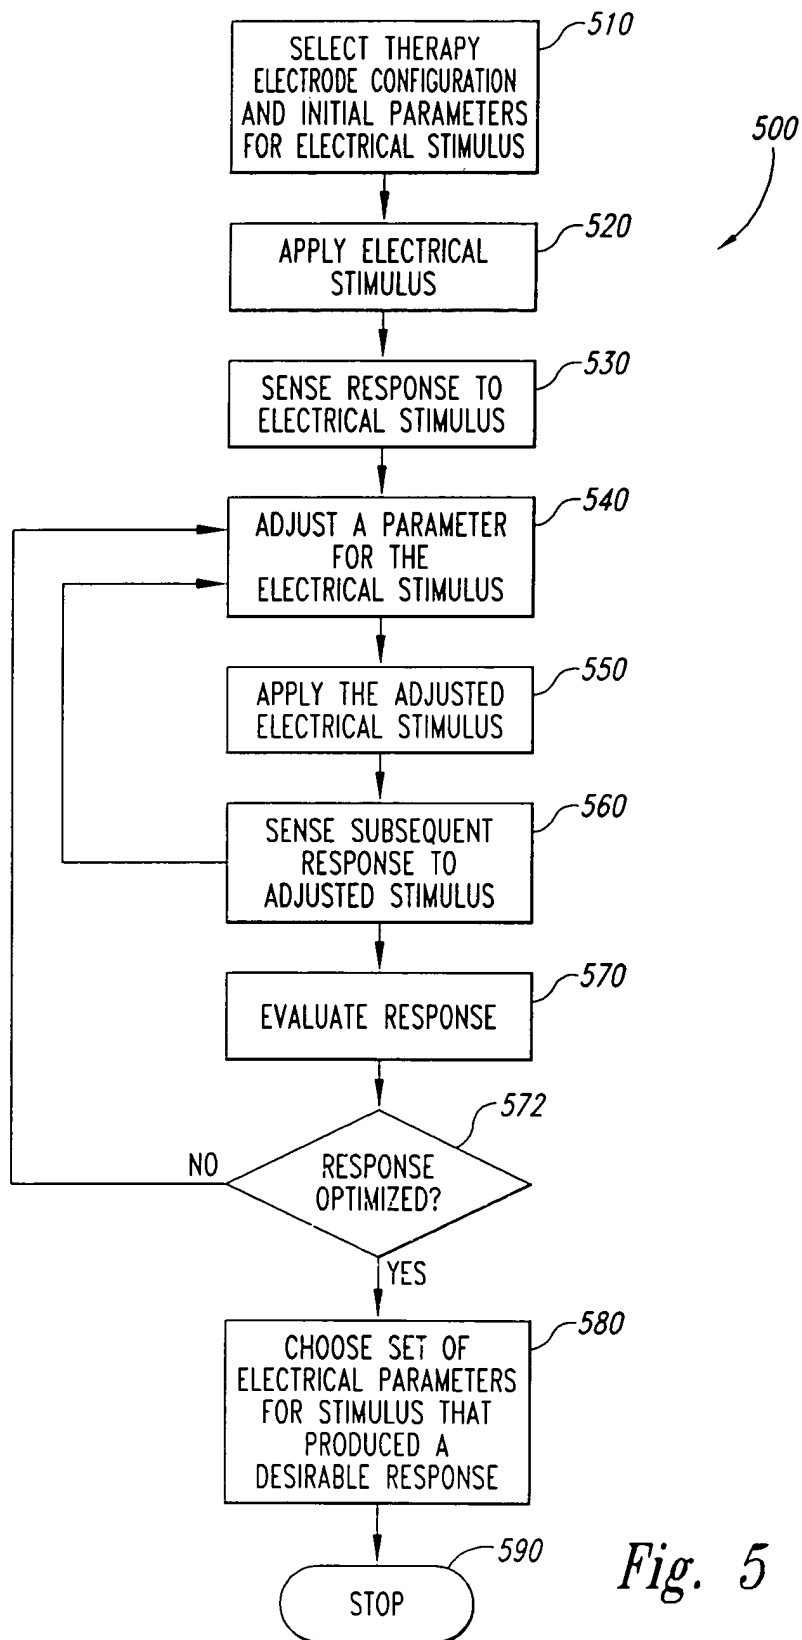 SELECT THERAPY
ELECTRODE CONFIGURATION
AND INITIAL PARAMETERS
FOR ELECTRICAL STIMULUS
510
500
APPLY ELECTRICAL
STIMULUS
520
SENSE RESPONSE TO
ELECTRICAL STIMULUS
530
ADJUST A PARAMETER
FOR THE
ELECTRICAL STIMULUS
540
APPLY THE ADJUSTED
ELECTRICAL STIMULUS
550
SENSE SUBSEQUENT
RESPONSE TO
ADJUSTED STIMULUS
560
EVALUATE RESPONSE
570
RESPONSE
OPTIMIZED?
572
NO
YES
CHOOSE SET OF
ELECTRICAL PARAMETERS
FOR STIMULUS THAT
PRODUCED A
DESIRABLE RESPONSE
580
STOP
590
Fig. 5